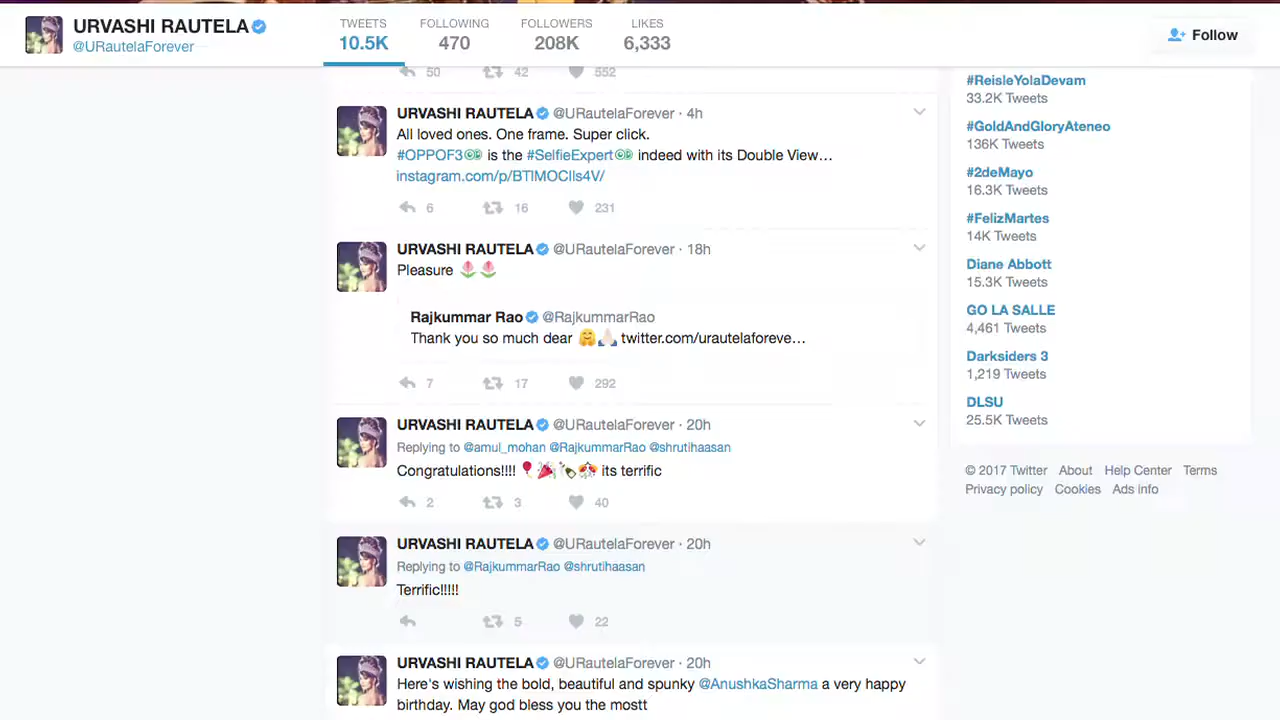 URVASHI RAUTELA
@URautelaForever
TWEETS FOLLOWING FOLLOWERS LIKES
10.5K 470 208K 6,333
Follow
50 42 552
URVASHI RAUTELA @URautelaForever · 4h
All loved ones. One frame. Super click.
#OPPOF3 is the #SelfieExpert indeed with its Double View…
6 16 231
URVASHI RAUTELA @URautelaForever · 18h
Pleasure
Rajkummar Rao @RajkummarRao
Thank you so much dear twitter.com/urautelaforeve…
7 17 292
URVASHI RAUTELA @URautelaForever · 20h
Replying to @amul_mohan @RajkummarRao @shrutihaasan
Congratulations!!!! its terrific
2 3 40
URVASHI RAUTELA @URautelaForever · 20h
Replying to @RajkummarRao @shrutihaasan
Terrific!!!!!
5 22
URVASHI RAUTELA @URautelaForever · 20h
Here's wishing the bold, beautiful and spunky @AnushkaSharma a very happy
birthday. May god bless you the mostt
#ReisleYolaDevam
33.2K Tweets
#GoldAndGloryAteneo
136K Tweets
#2deMayo
16.3K Tweets
#FelizMartes
14K Tweets
Diane Abbott
15.3K Tweets
GO LA SALLE
4,461 Tweets
Darksiders 3
1,219 Tweets
DLSU
25.5K Tweets
© 2017 Twitter About Help Center Terms
Privacy policy Cookies Ads info